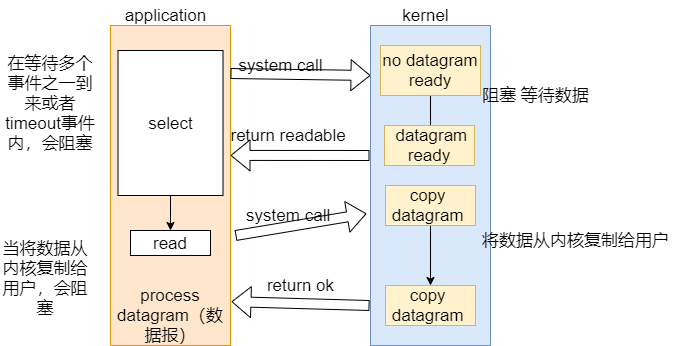 application
kernel
在等待多个
事件之一到
来或者
timeout事件
内，会阻塞
select
system call
no datagram
ready
阻塞 等待数据
return readable
datagram
ready
copy
datagram
system call
read
将数据从内核复制给用户
当将数据从
内核复制给
用户，会阻
塞
process
datagram（数
据报）
return ok
copy
datagram